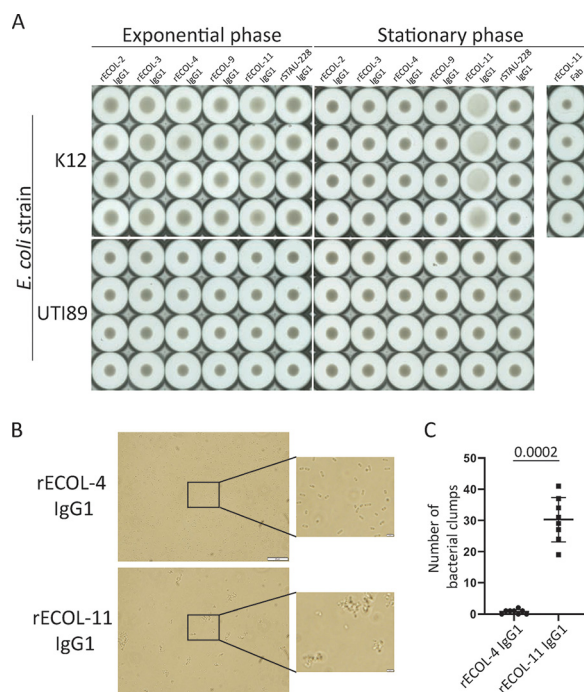 A
Exponential phase
Stationary phase
rECOL-2 IgG1
rECOL-3 IgG1
rECOL-4 IgG1
rECOL-9 IgG1
rECOL-11 IgG1
rSTAU-228 IgG1
rECOL-2 IgG1
rECOL-3 IgG1
rECOL-4 IgG1
rECOL-9 IgG1
rECOL-11 IgG1
rSTAU-228 IgG1
rECOL-11 Fab
E. coli strain
K12
UTI89
B
rECOL-4
IgG1
rECOL-11
IgG1
C
0.0002
Number of
bacterial clumps
50
40
30
20
10
0
rECOL-4 IgG1
rECOL-11 IgG1